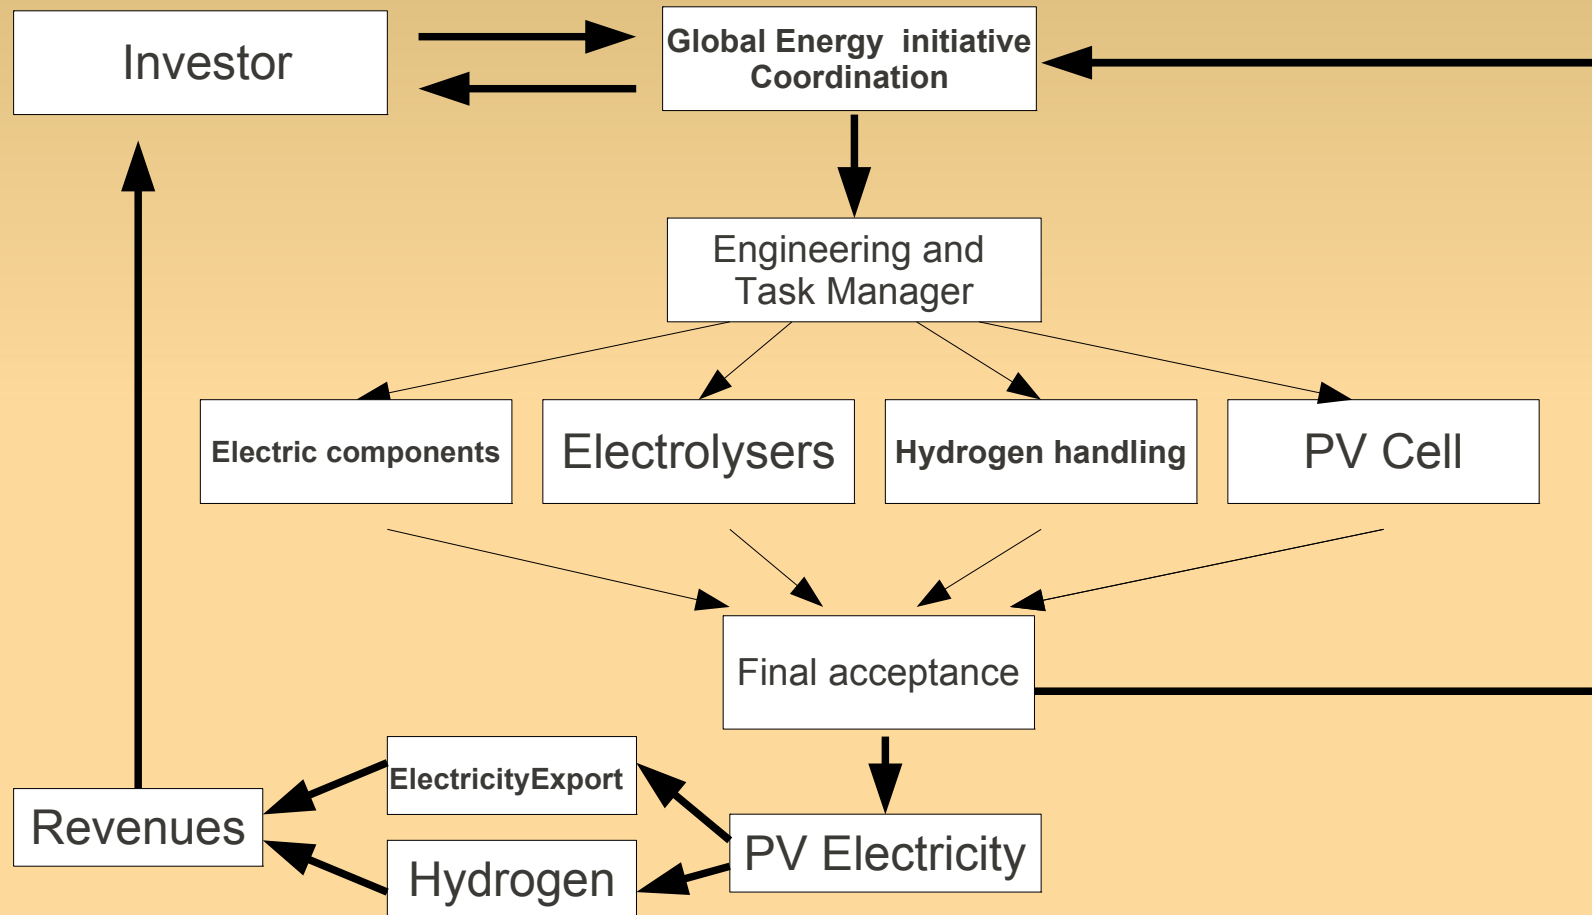 Investor
Global Energy initiative
Coordination
Engineering and
Task Manager
Electric components
Electrolysers
Hydrogen handling
PV Cell
Final acceptance
ElectricityExport
Revenues
PV Electricity
Hydrogen